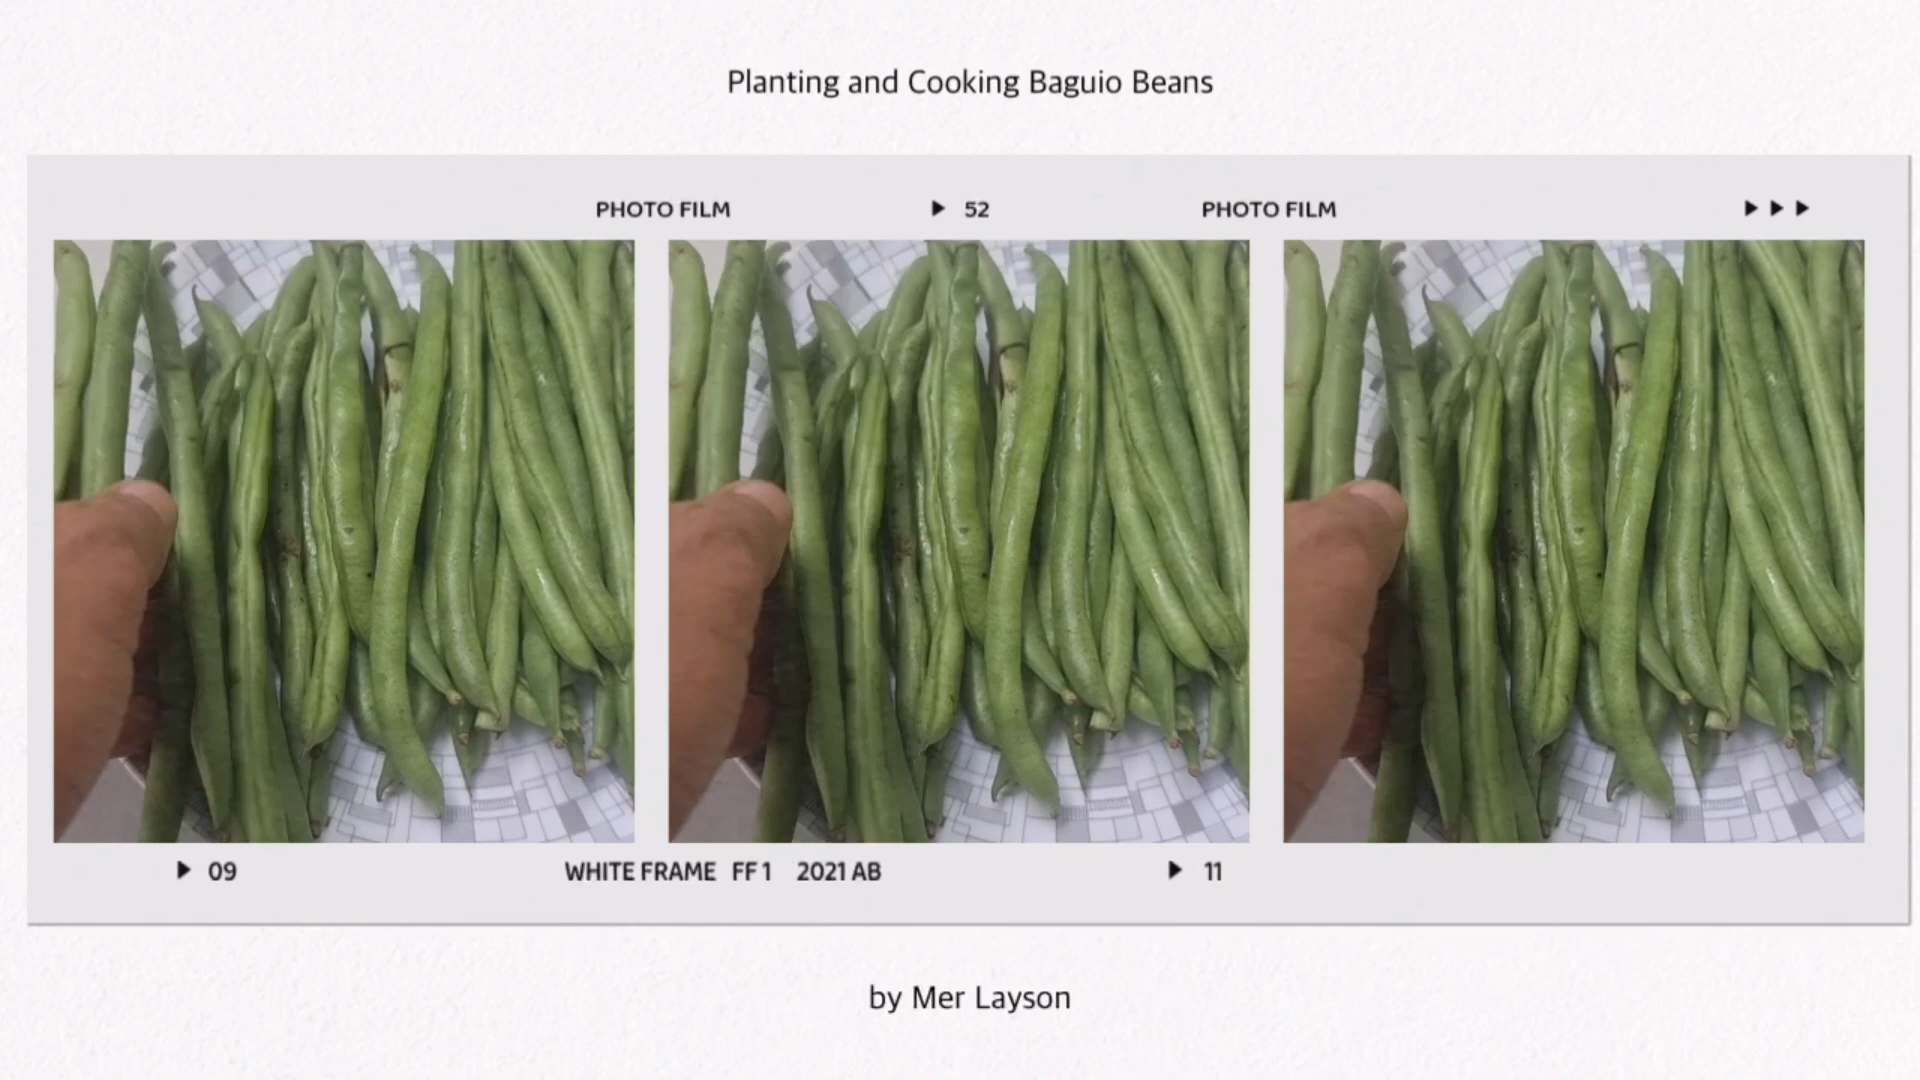 Planting and Cooking Baguio Beans
PHOTO FILM ▶ 52 PHOTO FILM ▶ ▶ ▶
▶ 09 WHITE FRAME FF 1 2021 AB ▶ 11
by Mer Layson